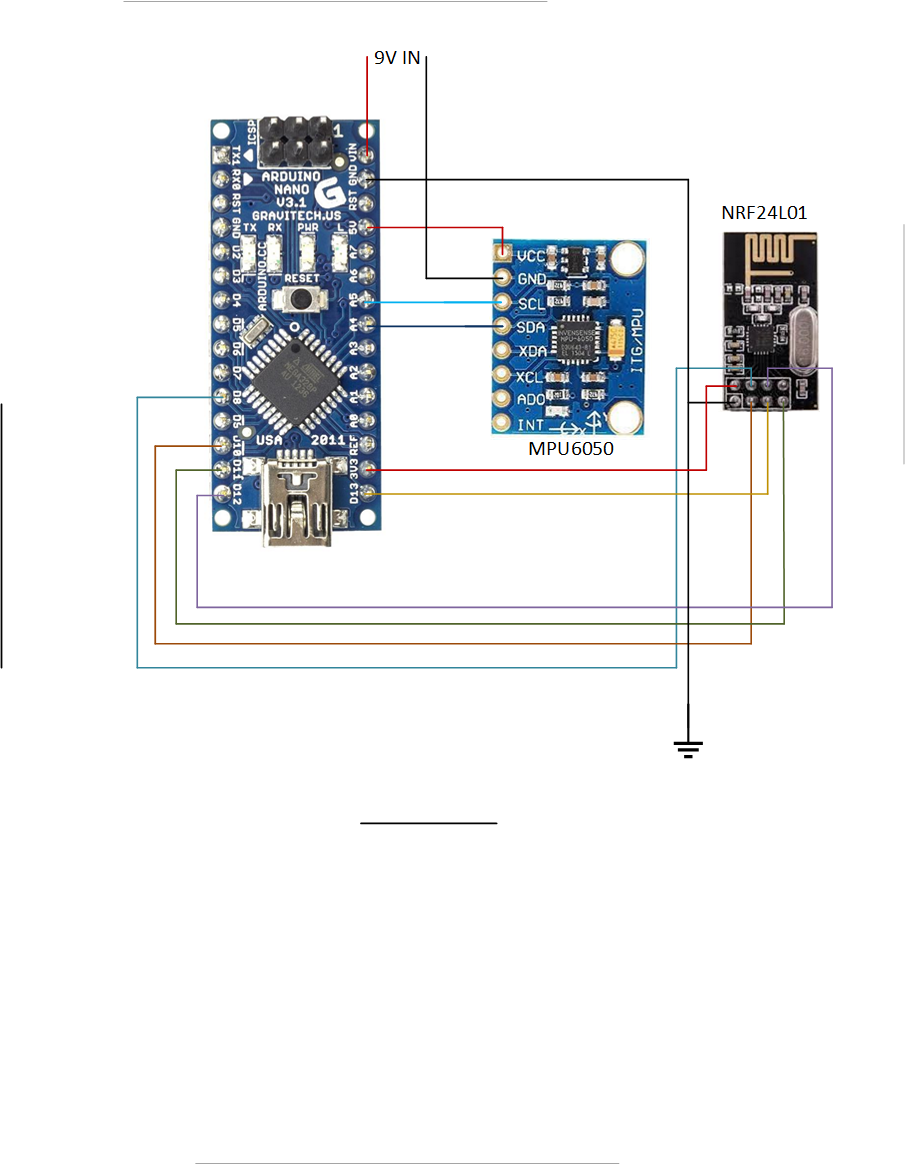 9V IN
ICSP
1
TX1
RX0
RST
GND
D2
D3
D4
D5
D6
D7
D8
D9
D10
D11
D12
ARDUINO
NANO
V3.1
GRAVITECH.US
TX RX PWR L
ARDUINO.CC
RESET
USA 2011
VIN
GND
RST
5V
A7
A6
A5
A4
A3
A2
A1
A0
REF
3V3
D13
VCC
GND
SCL
SDA
XDA
XCL
ADO
INT
INVENSENSE
MPU-6050
ITG/MPU
Y
MPU6050
NRF24L01